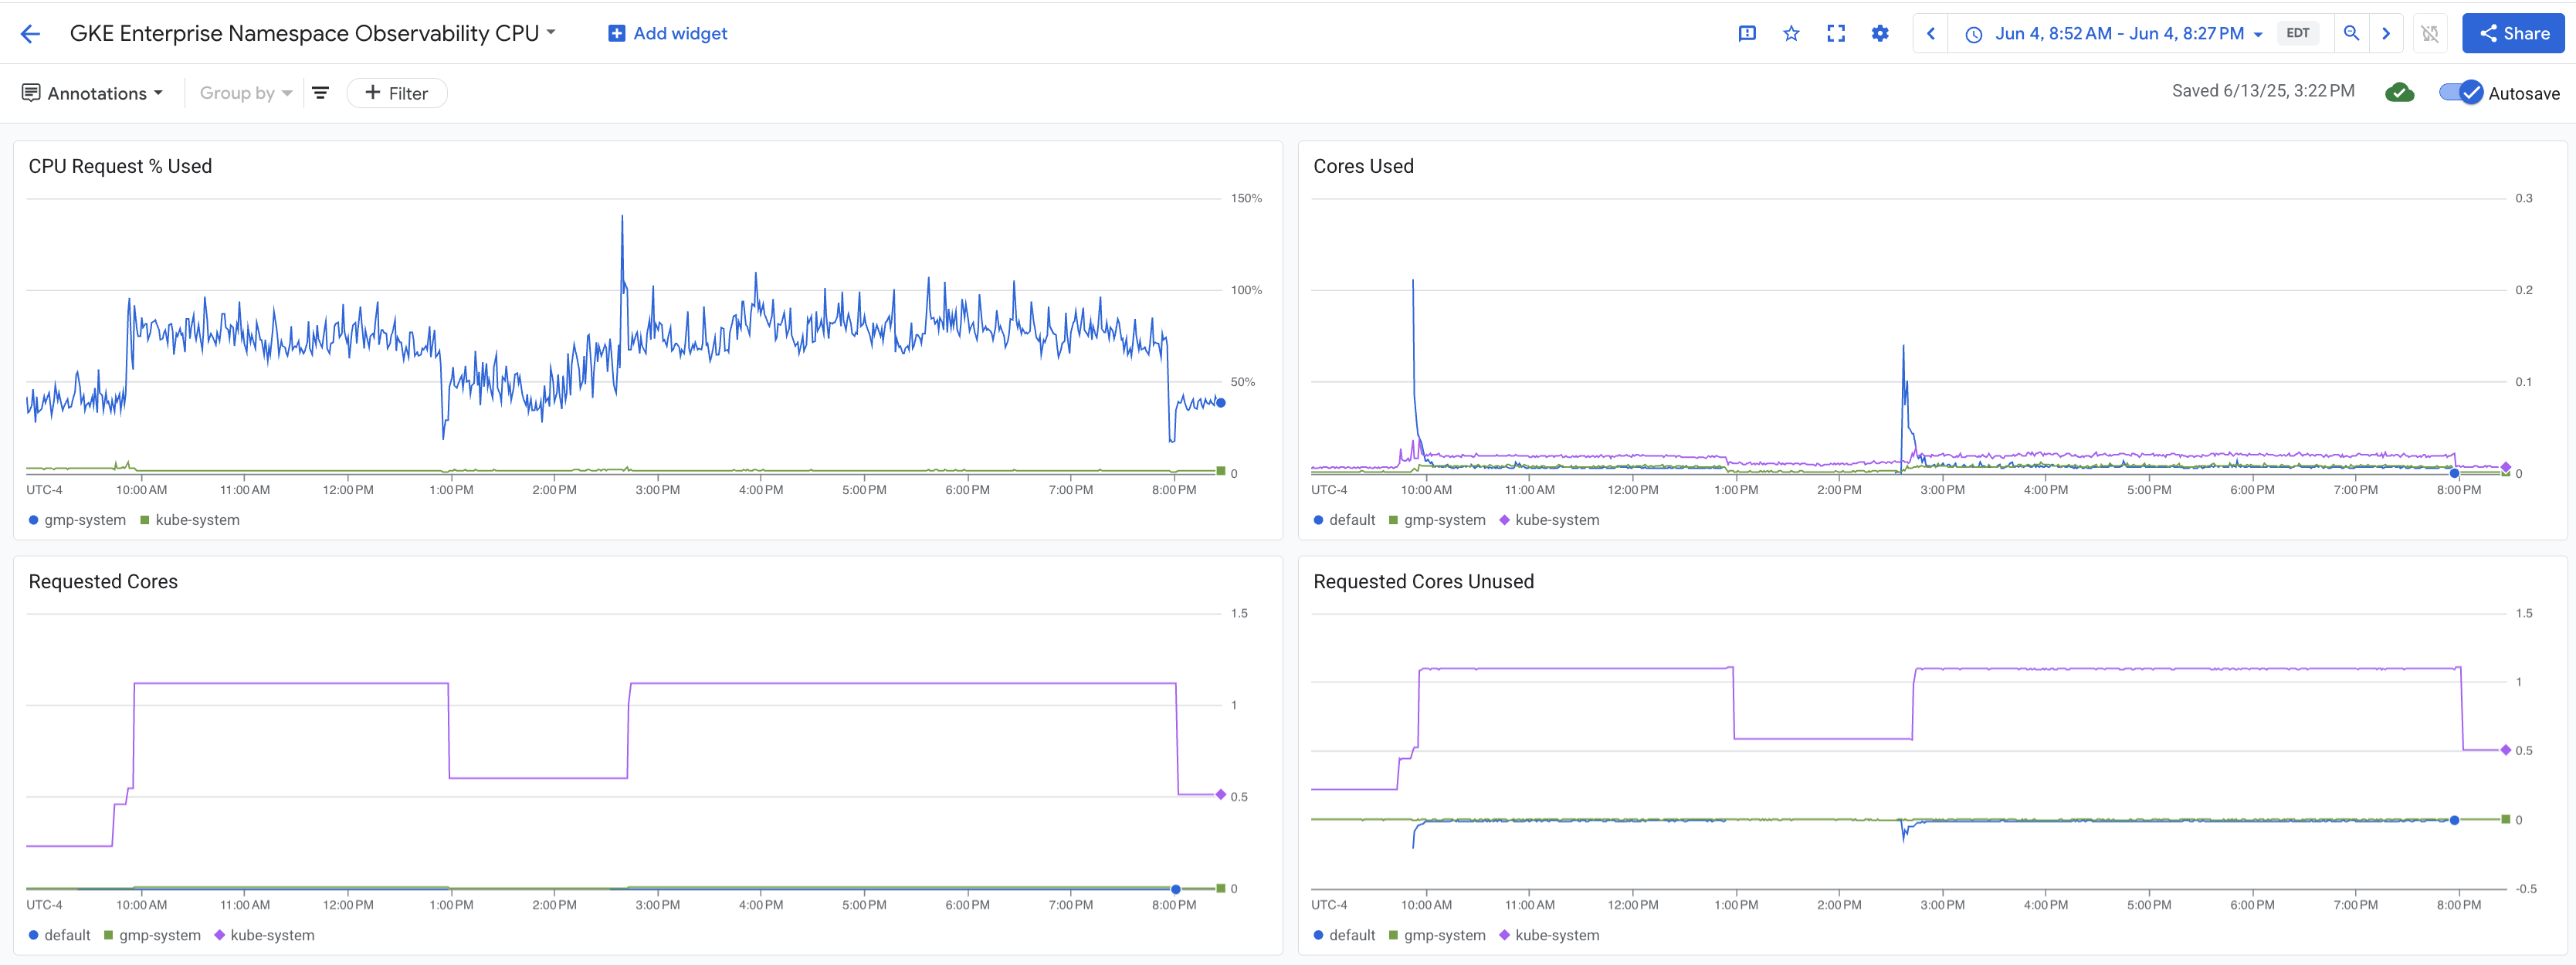 GKE Enterprise Namespace Observability CPU Add widget Jun 4, 8:52 AM - Jun 4, 8:27 PM EDT Share
Annotations Group by Filter Saved 6/13/25, 3:22 PM Autosave
CPU Request % Used
150%
100%
50%
0
UTC-4 10:00 AM 11:00 AM 12:00 PM 1:00 PM 2:00 PM 3:00 PM 4:00 PM 5:00 PM 6:00 PM 7:00 PM 8:00 PM
gmp-system kube-system
Cores Used
0.3
0.2
0.1
0
UTC-4 10:00 AM 11:00 AM 12:00 PM 1:00 PM 2:00 PM 3:00 PM 4:00 PM 5:00 PM 6:00 PM 7:00 PM 8:00 PM
default gmp-system kube-system
Requested Cores
1.5
1
0.5
0
UTC-4 10:00 AM 11:00 AM 12:00 PM 1:00 PM 2:00 PM 3:00 PM 4:00 PM 5:00 PM 6:00 PM 7:00 PM 8:00 PM
default gmp-system kube-system
Requested Cores Unused
1.5
1
0.5
0
-0.5
UTC-4 10:00 AM 11:00 AM 12:00 PM 1:00 PM 2:00 PM 3:00 PM 4:00 PM 5:00 PM 6:00 PM 7:00 PM 8:00 PM
default gmp-system kube-system